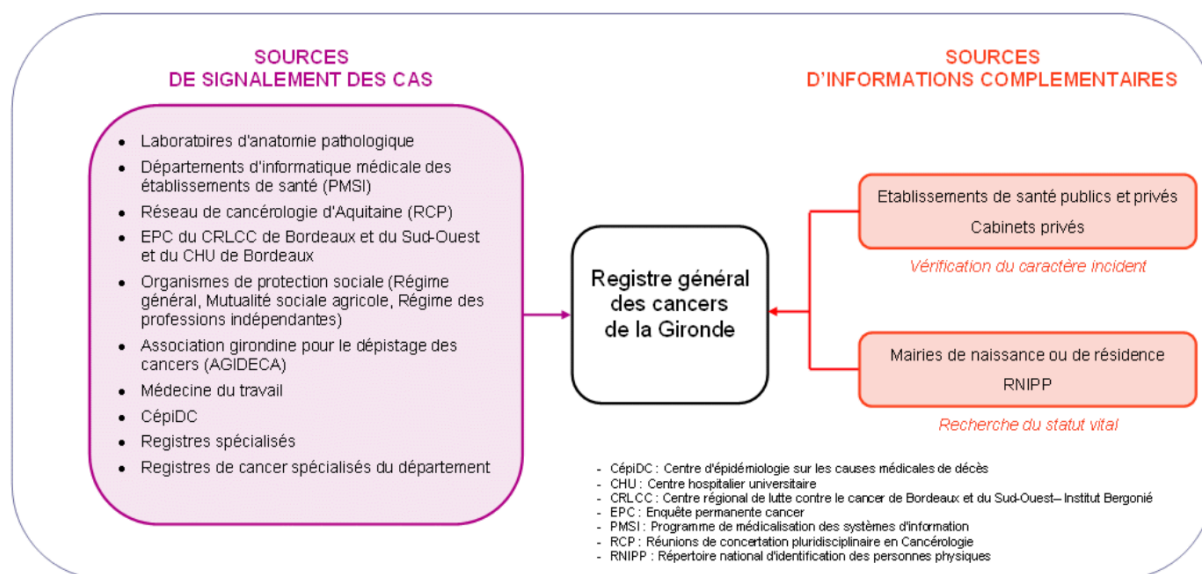 SOURCES
DE SIGNALEMENT DES CAS
• Laboratoires d'anatomie pathologique
• Départements d'informatique médicale des
établissements de santé (PMSI)
• Réseau de cancérologie d'Aquitaine (RCP)
• EPC du CRLCC de Bordeaux et du Sud-Ouest
et du CHU de Bordeaux
• Organismes de protection sociale (Régime
général, Mutualité sociale agricole, Régime des
professions indépendantes)
• Association girondine pour le dépistage des
cancers (AGIDECA)
• Médecine du travail
• CépiDC
• Registres spécialisés
• Registres de cancer spécialisés du département
Registre général
des cancers
de la Gironde
SOURCES
D'INFORMATIONS COMPLEMENTAIRES
Etablissements de santé publics et privés
Cabinets privés
Vérification du caractère incident
Mairies de naissance ou de résidence
RNIPP
Recherche du statut vital
- CépiDC : Centre d'épidémiologie sur les causes médicales de décès
- CHU : Centre hospitalier universitaire
- CRLCC : Centre régional de lutte contre le cancer de Bordeaux et du Sud-Ouest– Institut Bergonié
- EPC : Enquête permanente cancer
- PMSI : Programme de médicalisation des systèmes d'information
- RCP : Réunions de concertation pluridisciplinaire en Cancérologie
- RNIPP : Répertoire national d'identification des personnes physiques